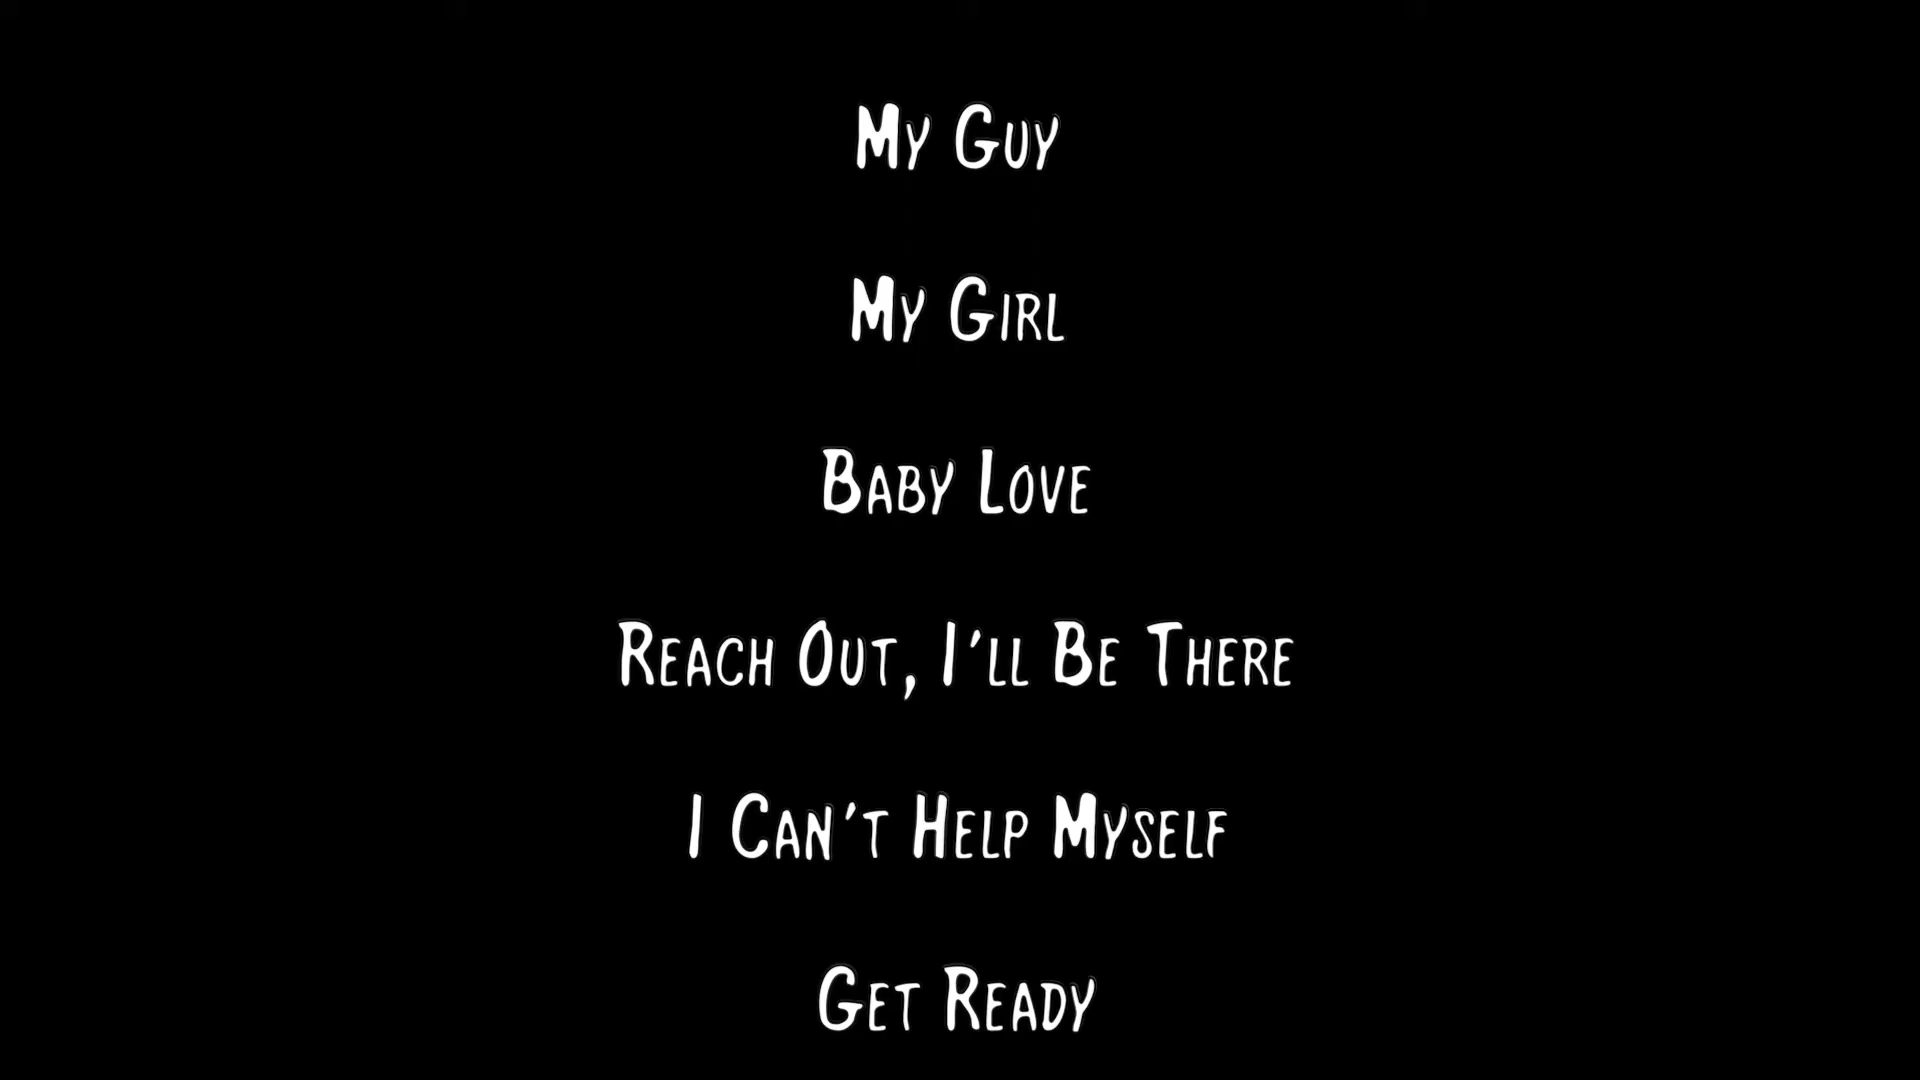 My Guy
My Girl
Baby Love
Reach Out, I'll Be There
I Can't Help Myself
Get Ready